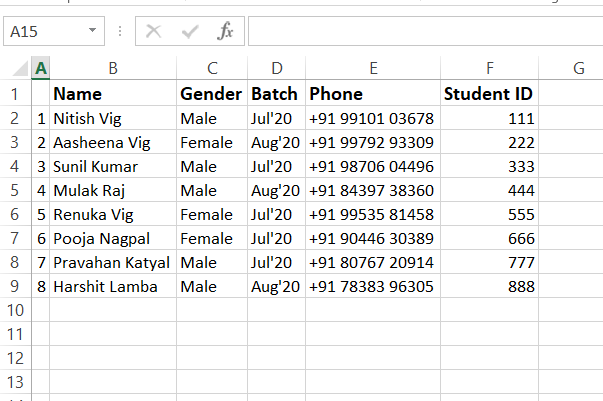 A15
fx
A B C D E F G
1 Name Gender Batch Phone Student ID
2 1 Nitish Vig Male Jul'20 +91 99101 03678 111
3 2 Aasheena Vig Female Aug'20 +91 99792 93309 222
4 3 Sunil Kumar Male Jul'20 +91 98706 04496 333
5 4 Mulak Raj Male Aug'20 +91 84397 38360 444
6 5 Renuka Vig Female Jul'20 +91 99535 81458 555
7 6 Pooja Nagpal Female Jul'20 +91 90446 30389 666
8 7 Pravahan Katyal Male Jul'20 +91 80767 20914 777
9 8 Harshit Lamba Male Aug'20 +91 78383 96305 888
10
11
12
13